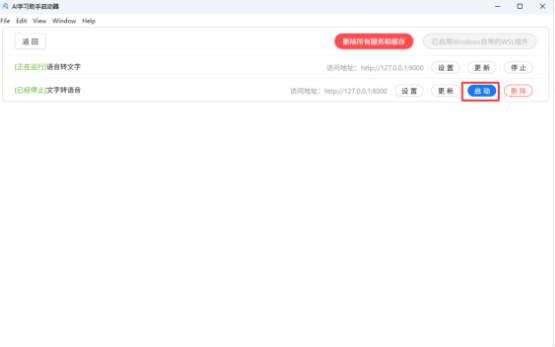 AI学习助手启动器
File Edit View Window Help
返 回 删除所有服务和缓存 已启用Windows自带的WSL组件
[正在运行]语音转文字 访问地址：http://127.0.0.1:9000 设 置 更 新 停 止
[已经停止]文字转语音 访问地址：http://127.0.0.1:8000 设 置 更 新 启 动 删 除